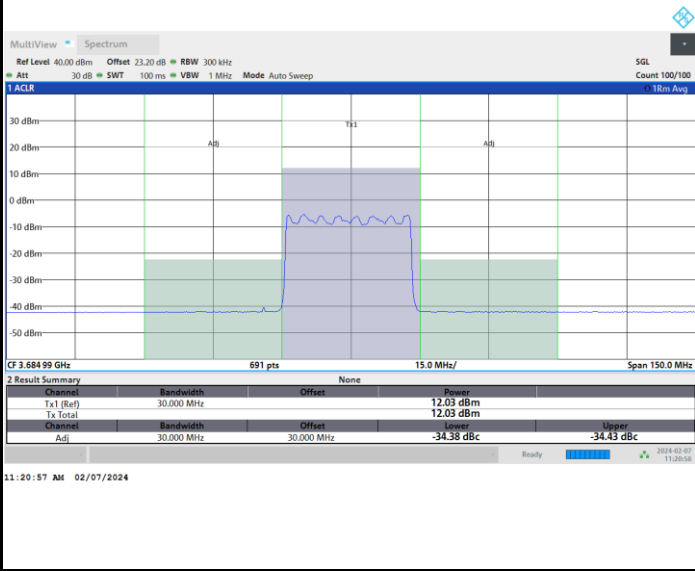 MultiView Spectrum
Ref Level 40.00 dBm Offset 23.20 dB RBW 300 kHz SGL
Att 30 dB SWT 100 ms VBW 1 MHz Mode Auto Sweep Count 100/100
1 ACLR 1Rm Avg
30 dBm
Tx1
20 dBm
Adj Adj
10 dBm
0 dBm
-10 dBm
-20 dBm
-30 dBm
-40 dBm
-50 dBm
CF 3.684 99 GHz 691 pts 15.0 MHz/ Span 150.0 MHz
2 Result Summary None
Channel Bandwidth Offset Power
Tx1 (Ref) 30.000 MHz 12.03 dBm
Tx Total 12.03 dBm
Channel Bandwidth Offset Lower Upper
Adj 30.000 MHz 30.000 MHz -34.38 dBc -34.43 dBc
Ready 2024-02-07
11:20:58
11:20:57 AM 02/07/2024